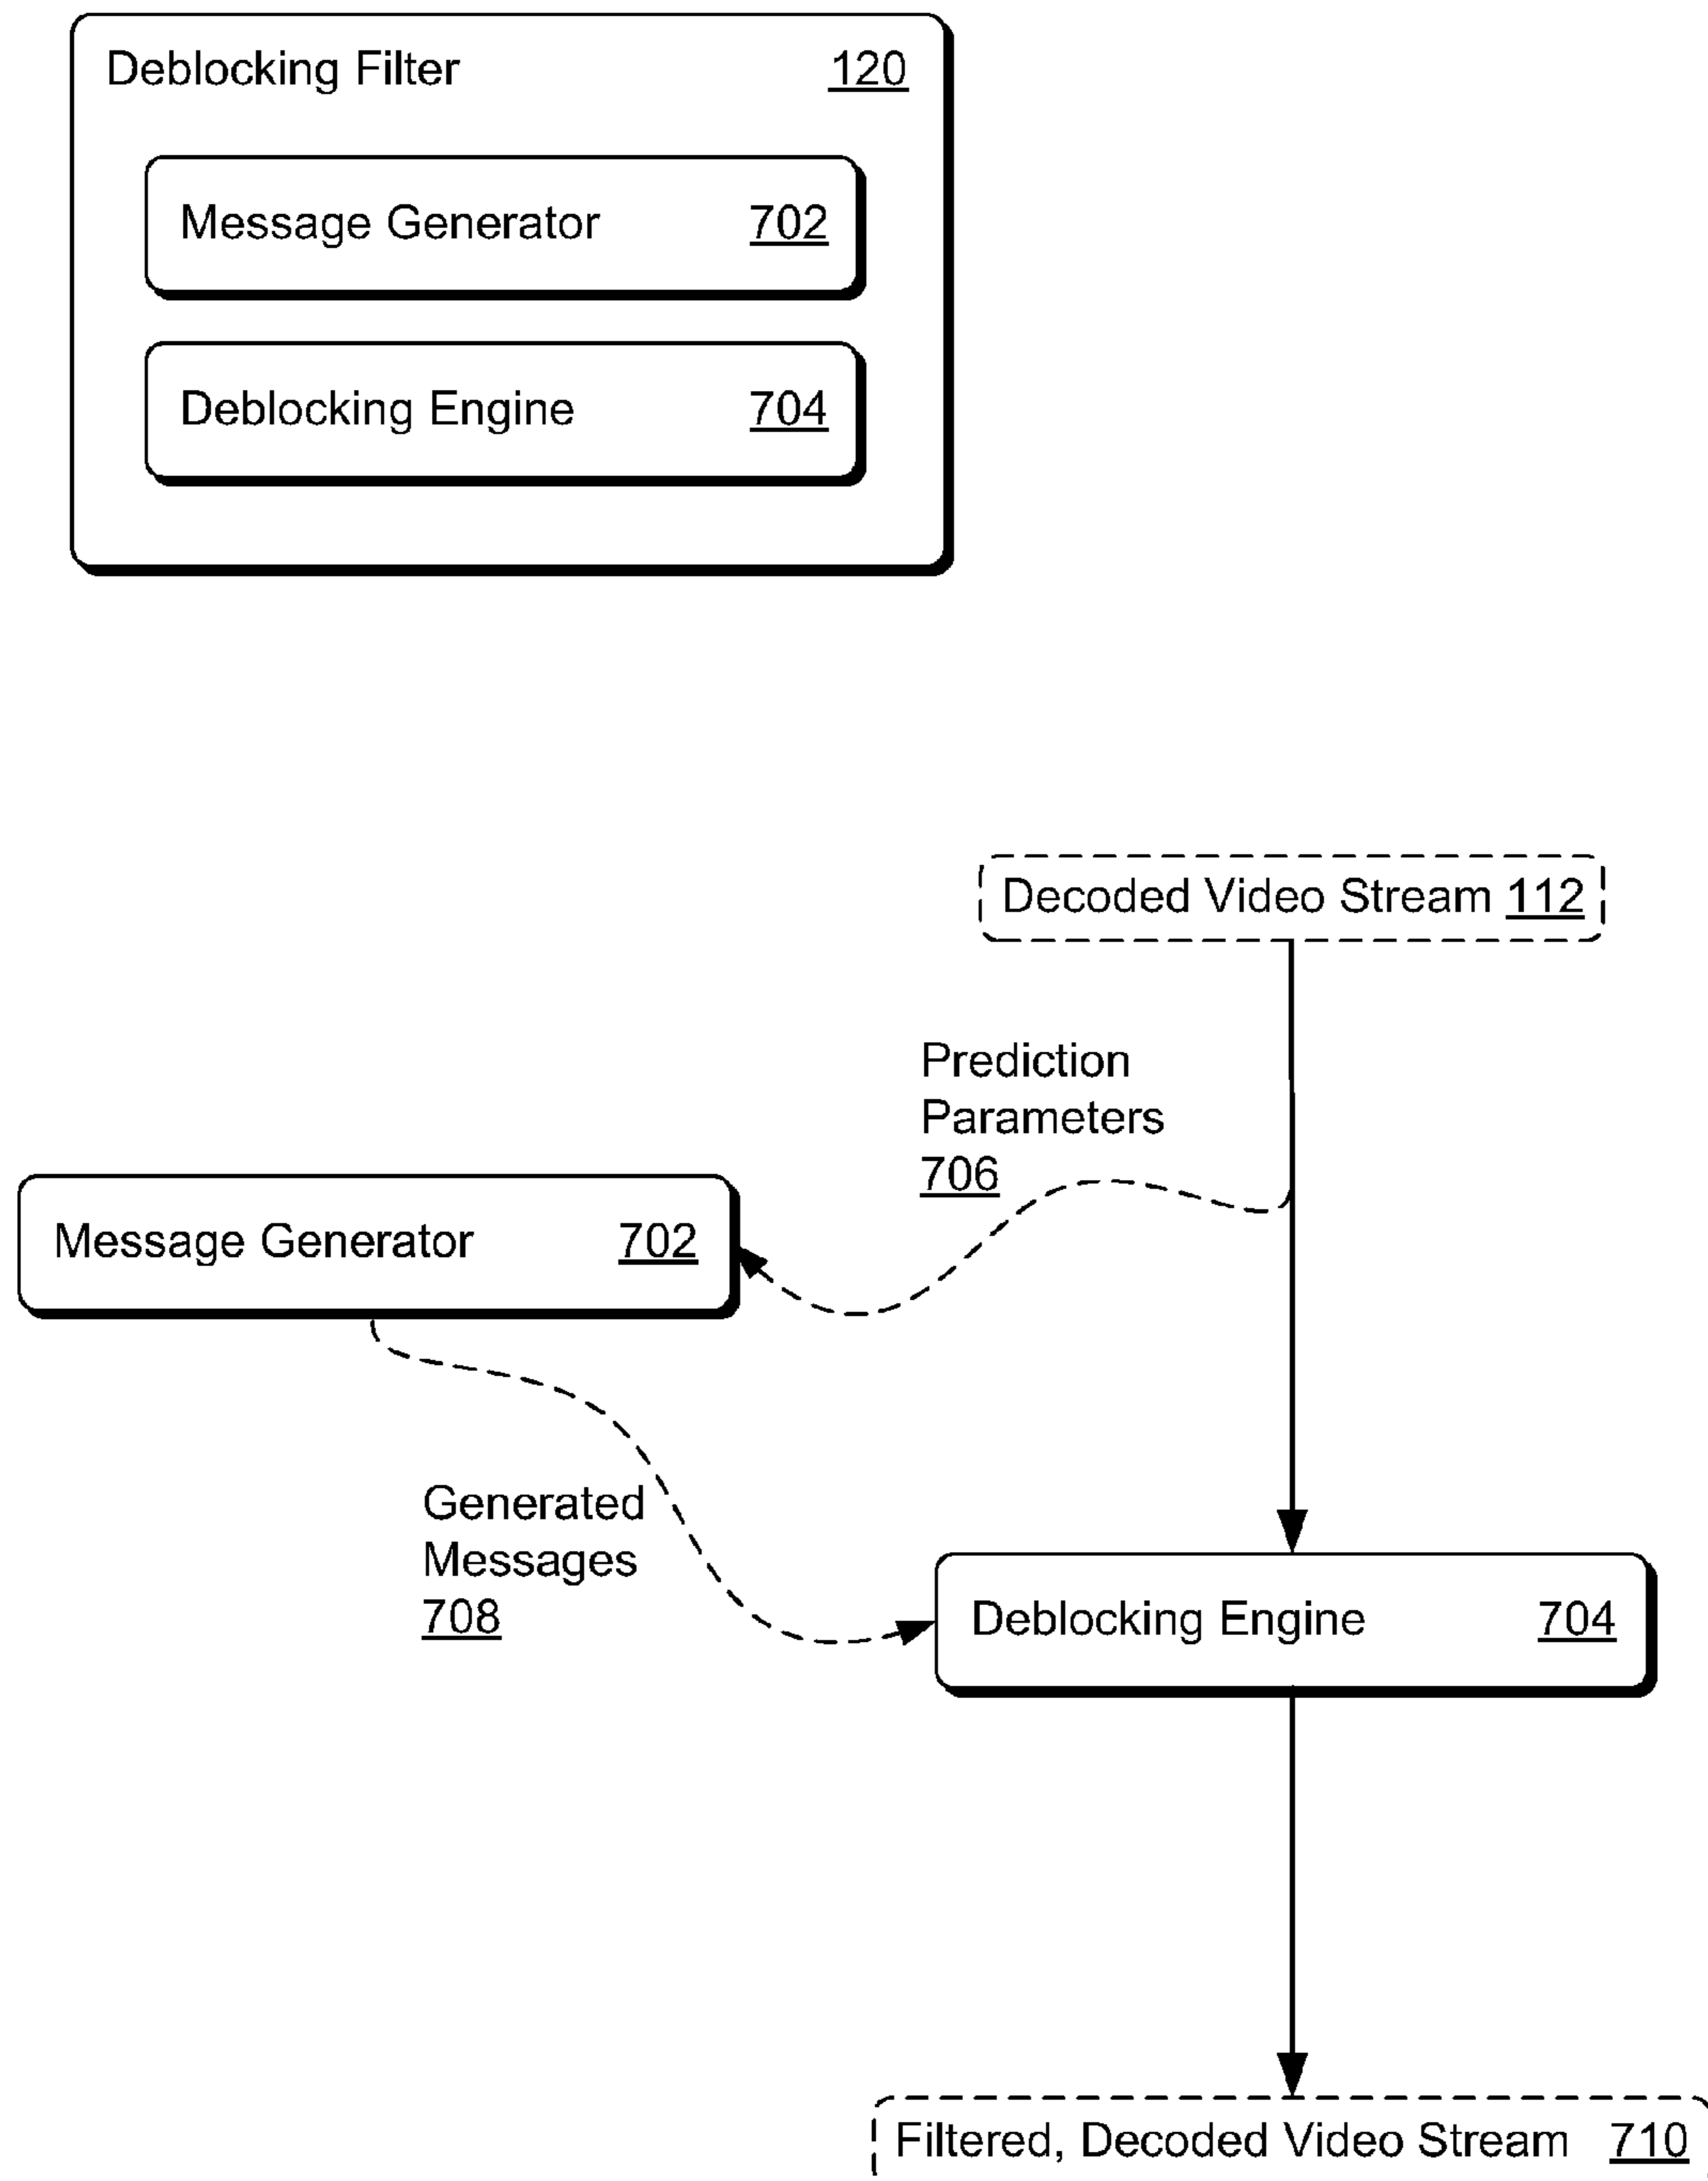 Deblocking Filter 120
Message Generator 702
Deblocking Engine 704
Decoded Video Stream 112
Prediction
Parameters
706
Message Generator 702
Generated
Messages
708
Deblocking Engine 704
Filtered, Decoded Video Stream 710